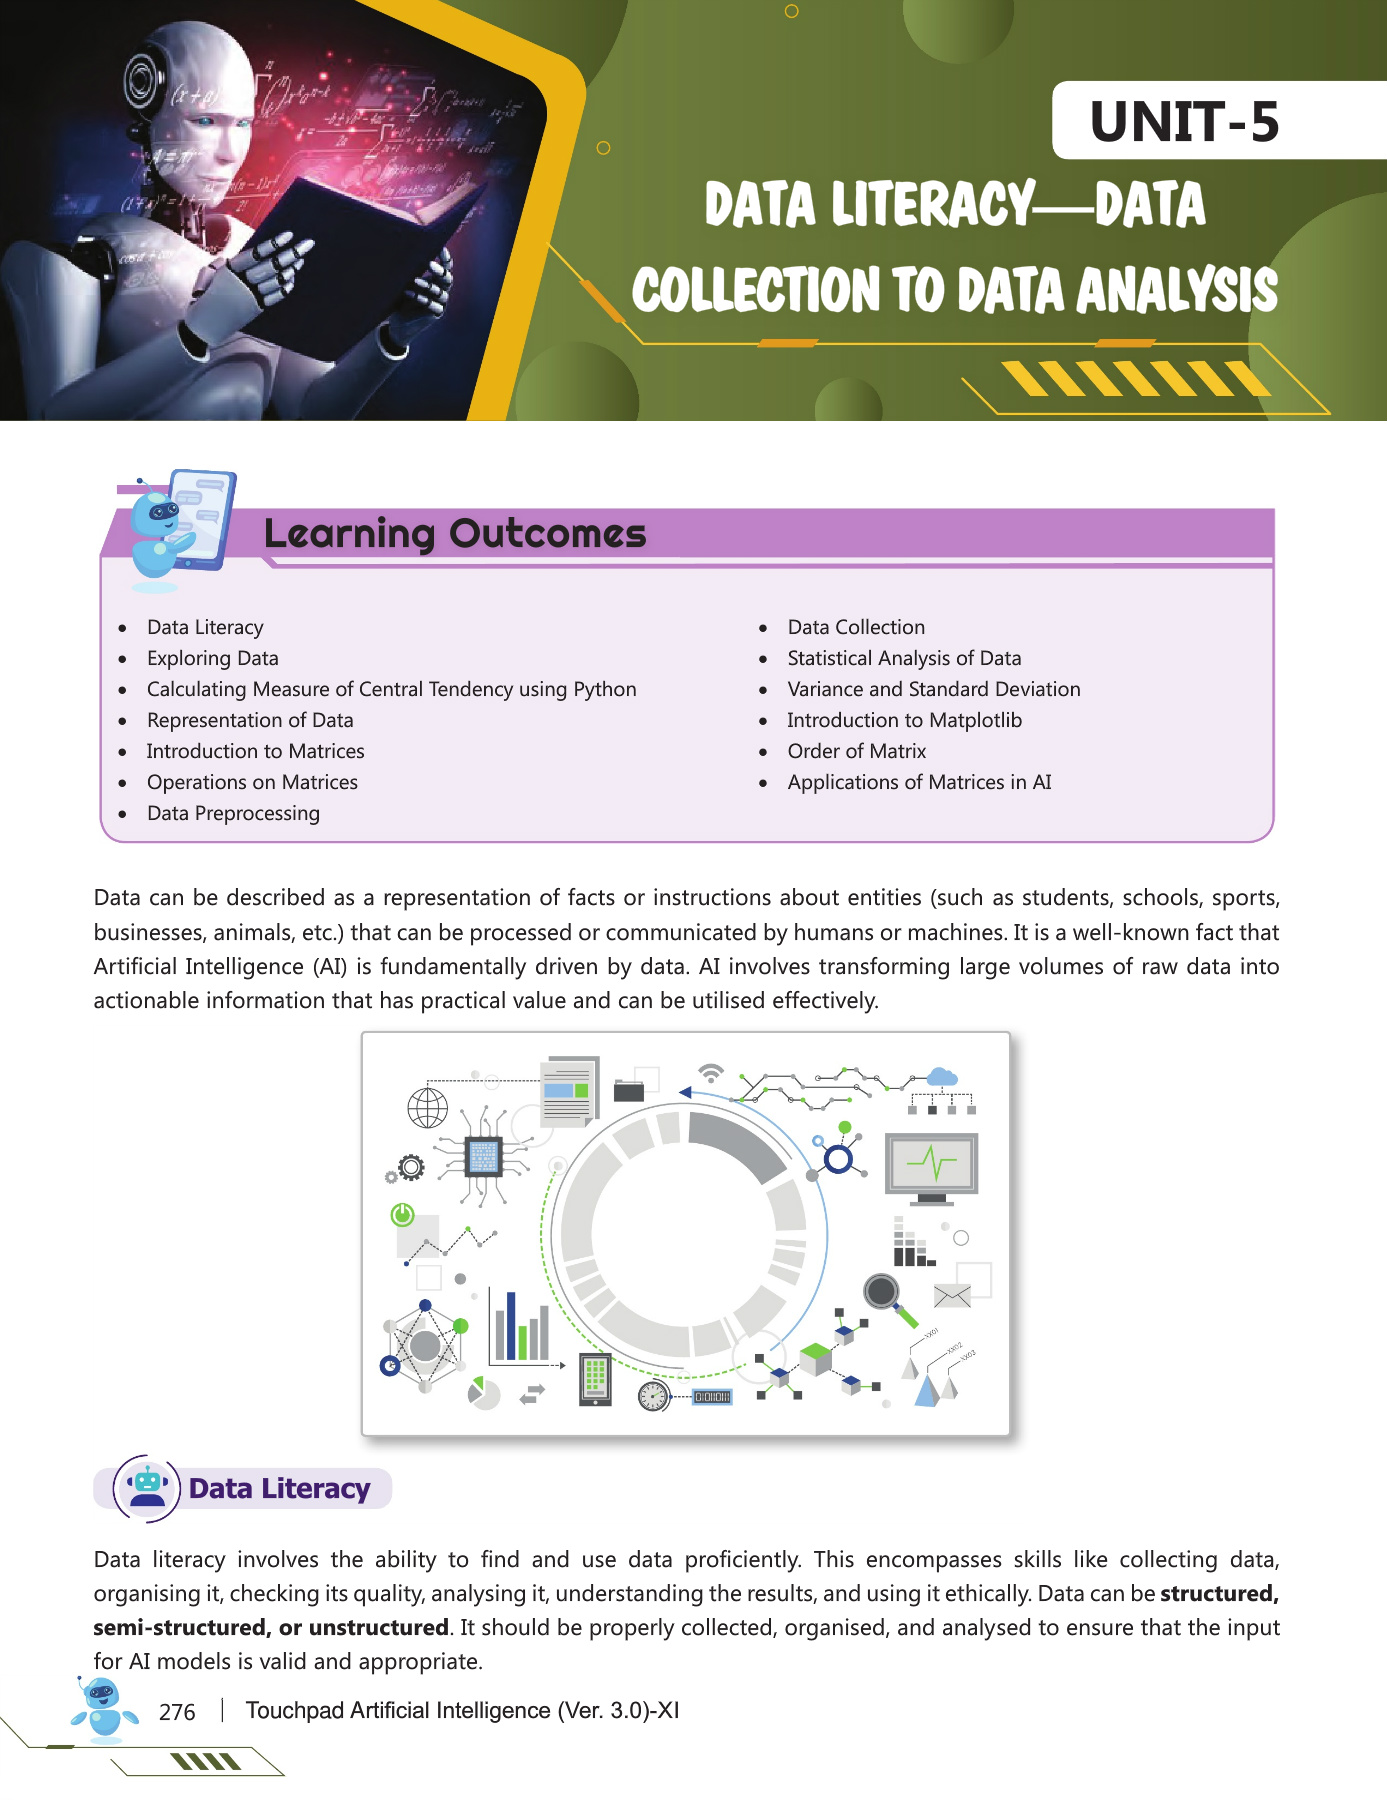 UNIT-5
DATA LITERACY—DATA
COLLECTION TO DATA ANALYSIS
Learning Outcomes
• Data Literacy
• Exploring Data
• Calculating Measure of Central Tendency using Python
• Representation of Data
• Introduction to Matrices
• Operations on Matrices
• Data Preprocessing
• Data Collection
• Statistical Analysis of Data
• Variance and Standard Deviation
• Introduction to Matplotlib
• Order of Matrix
• Applications of Matrices in AI
Data can be described as a representation of facts or instructions about entities (such as students, schools, sports,
businesses, animals, etc.) that can be processed or communicated by humans or machines. It is a well-known fact that
Artificial Intelligence (AI) is fundamentally driven by data. AI involves transforming large volumes of raw data into
actionable information that has practical value and can be utilised effectively.
XX01
XX02
XX03
Data Literacy
Data literacy involves the ability to find and use data proficiently. This encompasses skills like collecting data,
organising it, checking its quality, analysing it, understanding the results, and using it ethically. Data can be structured,
semi-structured, or unstructured. It should be properly collected, organised, and analysed to ensure that the input
for AI models is valid and appropriate.
276 | Touchpad Artificial Intelligence (Ver. 3.0)-XI